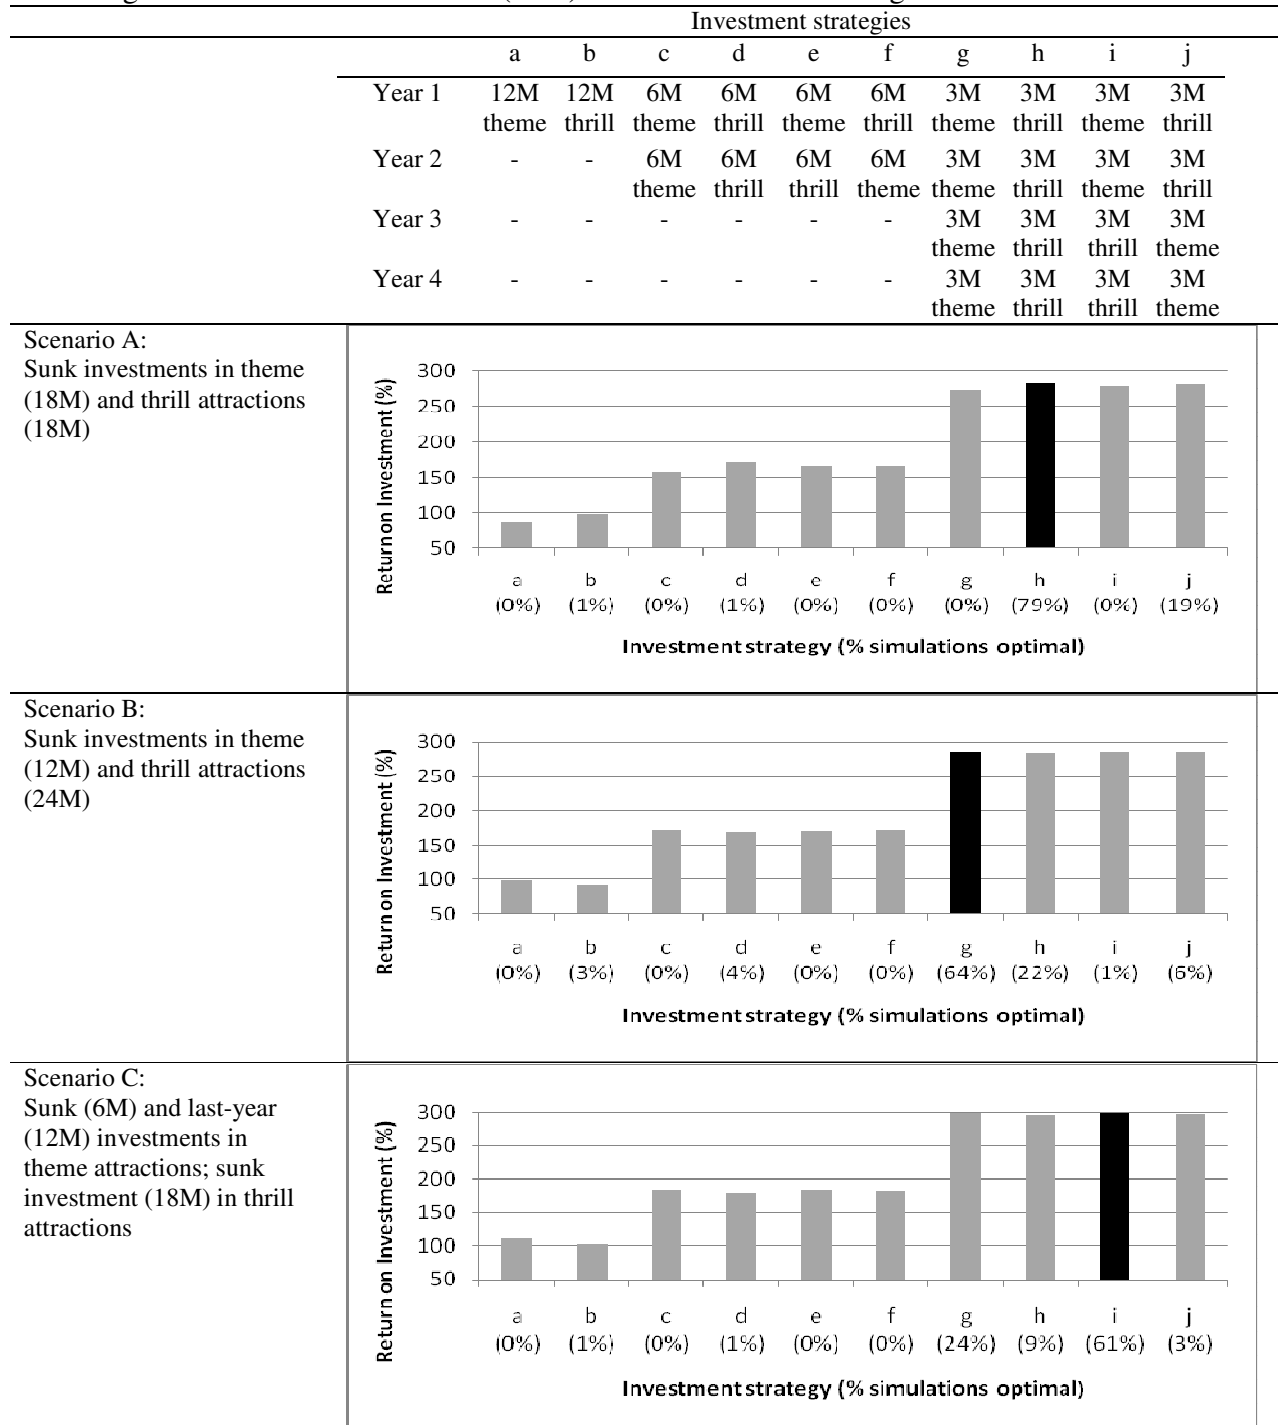 Investment strategies
a b c d e f g h i j
Year 1 12M 12M 6M 6M 6M 6M 3M 3M 3M 3M
theme thrill theme thrill theme thrill theme thrill theme thrill
Year 2 - - 6M 6M 6M 6M 3M 3M 3M 3M
theme thrill thrill theme theme thrill theme thrill
Year 3 - - - - - - 3M 3M 3M 3M
theme thrill thrill theme
Year 4 - - - - - - 3M 3M 3M 3M
theme thrill thrill theme
Scenario A:
Sunk investments in theme
(18M) and thrill attractions
(18M)
Return on Investment (%)
300
250
200
150
100
50
a b c d e f g h i j
(0%) (1%) (0%) (1%) (0%) (0%) (0%) (79%) (0%) (19%)
Investment strategy (% simulations optimal)
Scenario B:
Sunk investments in theme
(12M) and thrill attractions
(24M)
Return on Investment (%)
300
250
200
150
100
50
a b c d e f g h i j
(0%) (3%) (0%) (4%) (0%) (0%) (64%) (22%) (1%) (6%)
Investment strategy (% simulations optimal)
Scenario C:
Sunk (6M) and last-year
(12M) investments in
theme attractions; sunk
investment (18M) in thrill
attractions
Return on Investment (%)
300
250
200
150
100
50
a b c d e f g h i j
(0%) (1%) (0%) (1%) (0%) (0%) (24%) (9%) (61%) (3%)
Investment strategy (% simulations optimal)